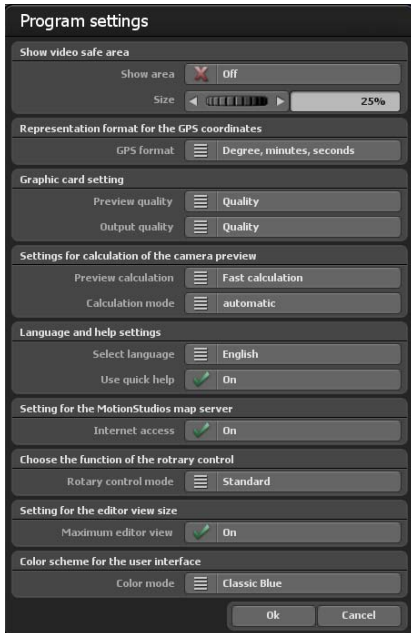 Program settings
Show video safe area
Show area Off
Size 25%
Representation format for the GPS coordinates
GPS format Degree, minutes, seconds
Graphic card setting
Preview quality Quality
Output quality Quality
Settings for calculation of the camera preview
Preview calculation Fast calculation
Calculation mode automatic
Language and help settings
Select language English
Use quick help On
Setting for the MotionStudios map server
Internet access On
Choose the function of the rotrary control
Rotary control mode Standard
Setting for the editor view size
Maximum editor view On
Color scheme for the user interface
Color mode Classic Blue
Ok Cancel